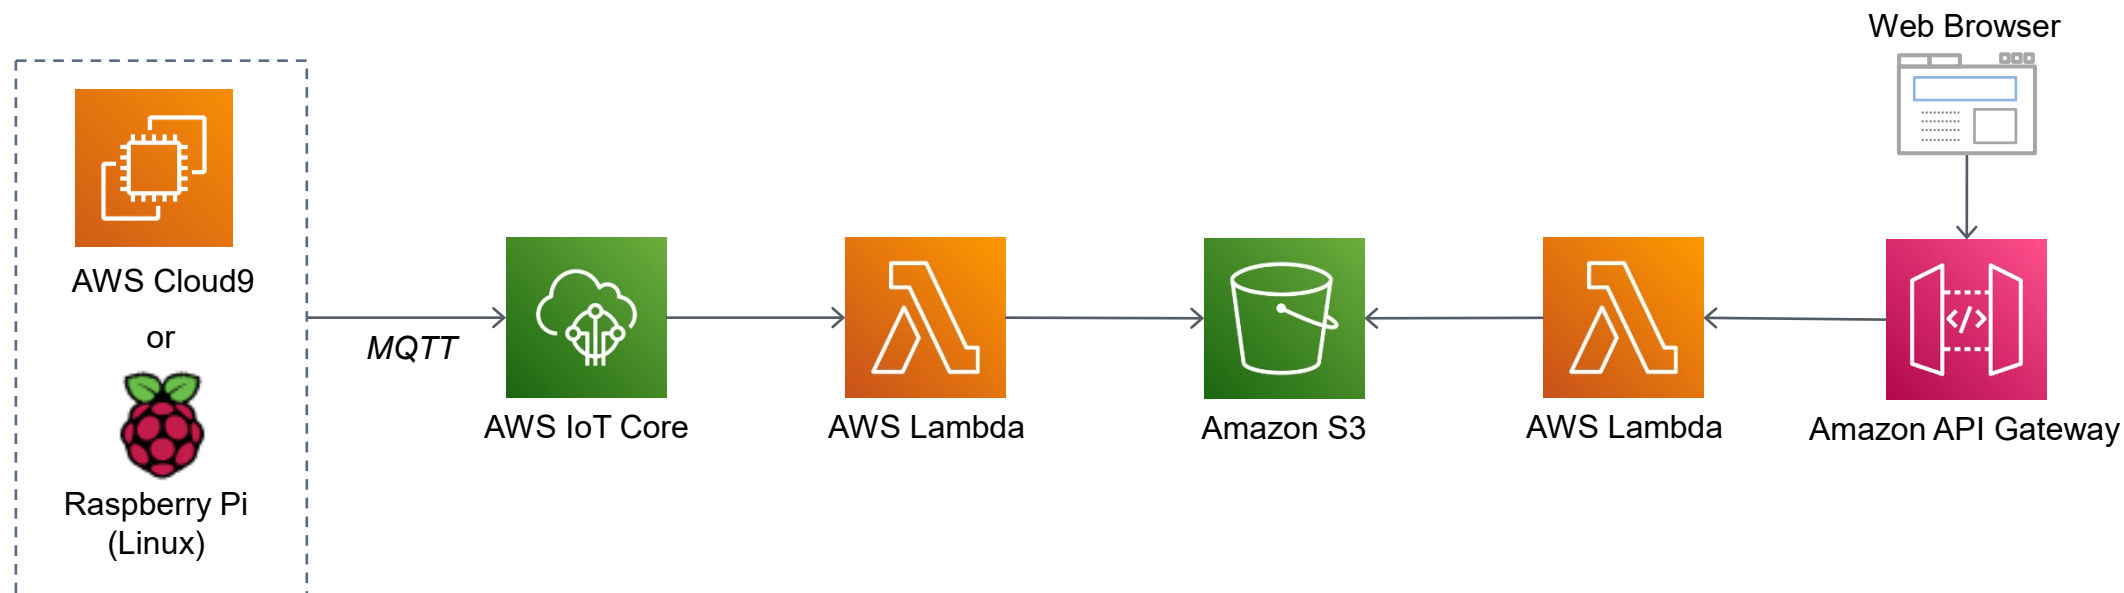 Web Browser
AWS Cloud9
or
Raspberry Pi
(Linux)
MQTT
AWS IoT Core
AWS Lambda
Amazon S3
AWS Lambda
Amazon API Gateway